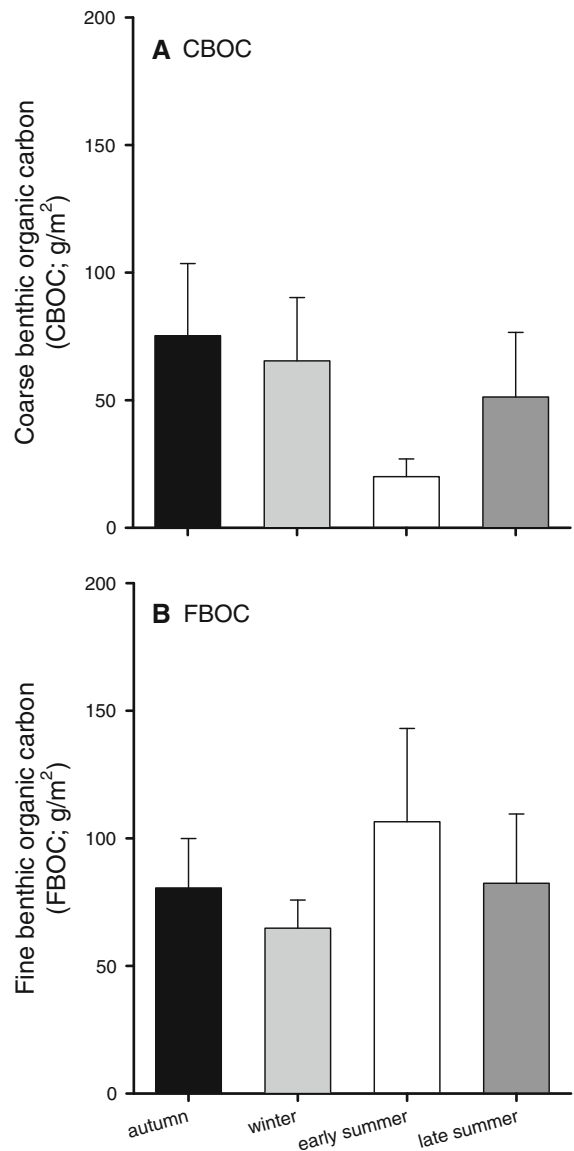 200
A CBOC
150
100
50
0
Coarse benthic organic carbon
(CBOC; g/m²)
200
B FBOC
150
100
50
0
Fine benthic organic carbon
(FBOC; g/m²)
autumn winter early summer late summer